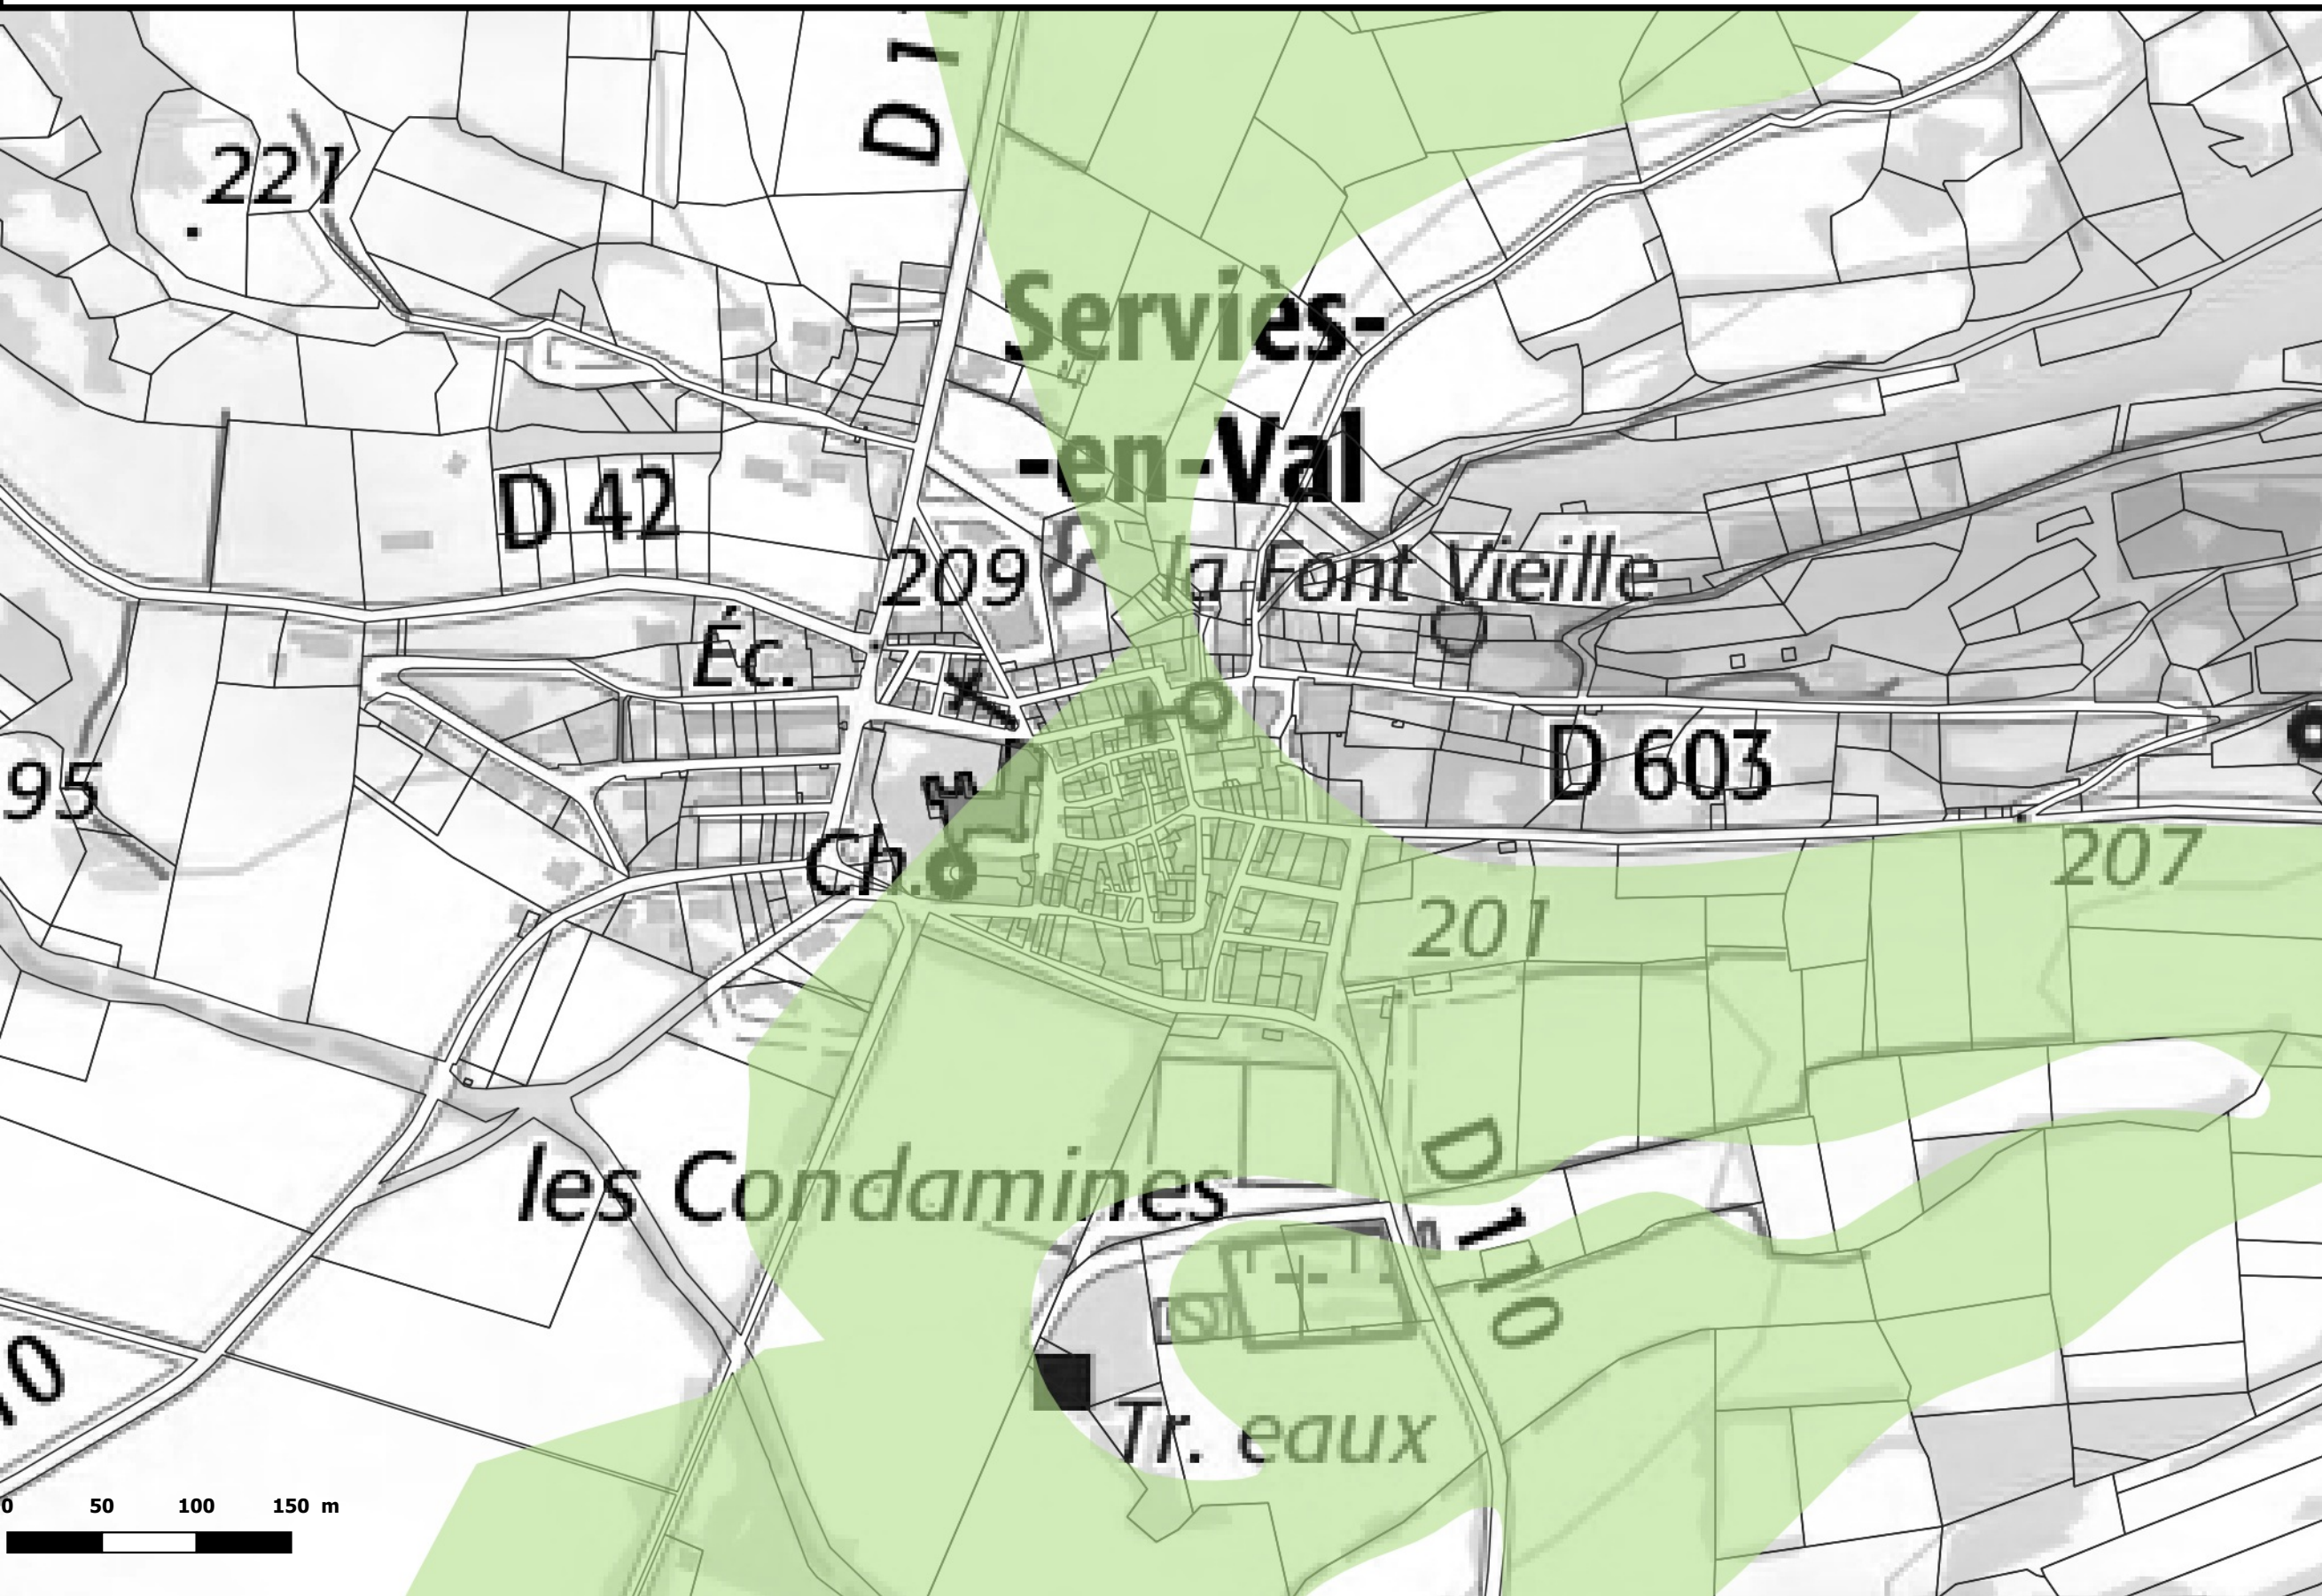 D 1
221
Serviès-
-en-Val
D 42
209
la Font Vieille
Éc.
D 603
95
Ch.
207
201
les Condamines
D 110
10
Tr. eaux
0 50 100 150 m